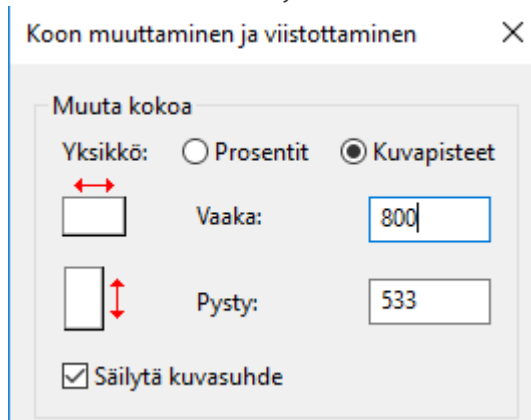 Koon muuttaminen ja viistottaminen
Muuta kokoa
Yksikkö: Prosentit Kuvapisteet
Vaaka: 800
Pysty: 533
Säilytä kuvasuhde